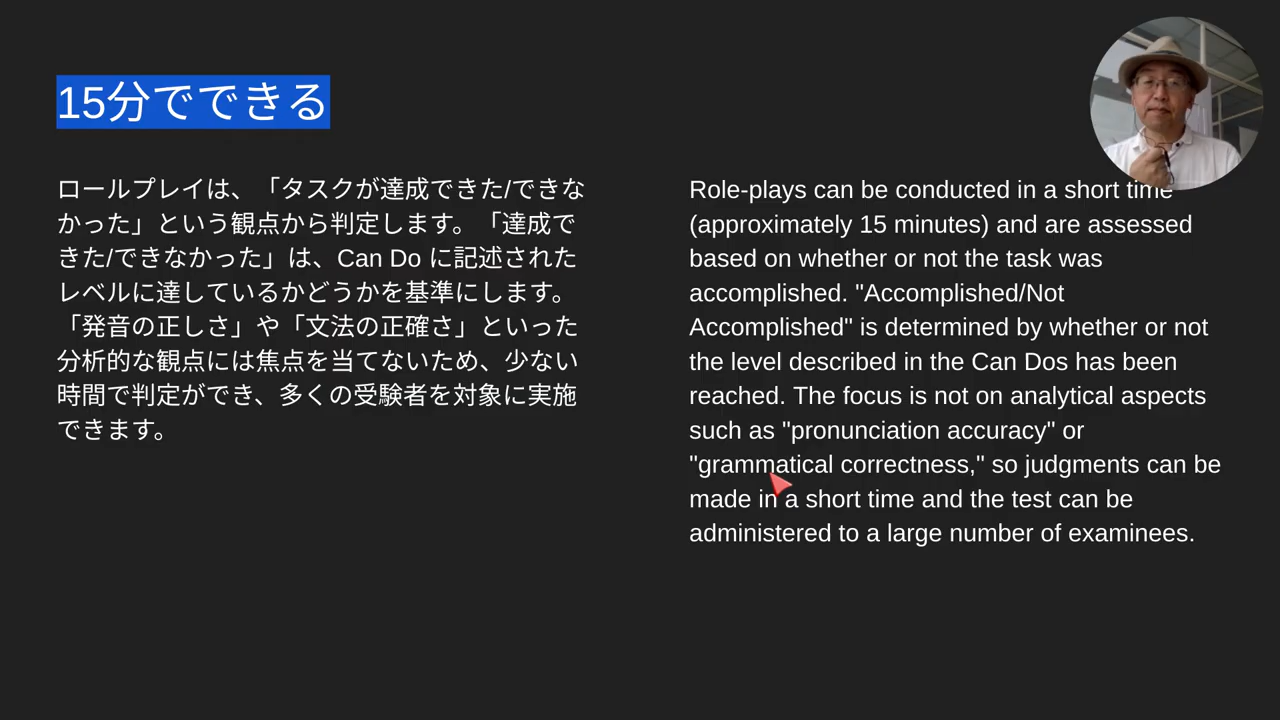 15分でできる
ロールプレイは、「タスクが達成できた/できな
かった」という観点から判定します。「達成で
きた/できなかった」は、Can Do に記述された
レベルに達しているかどうかを基準にします。
「発音の正しさ」や「文法の正確さ」といった
分析的な観点には焦点を当てないため、少ない
時間で判定ができ、多くの受験者を対象に実施
できます。
Role-plays can be conducted in a short time
(approximately 15 minutes) and are assessed
based on whether or not the task was
accomplished. "Accomplished/Not
Accomplished" is determined by whether or not
the level described in the Can Dos has been
reached. The focus is not on analytical aspects
such as "pronunciation accuracy" or
"grammatical correctness," so judgments can be
made in a short time and the test can be
administered to a large number of examinees.